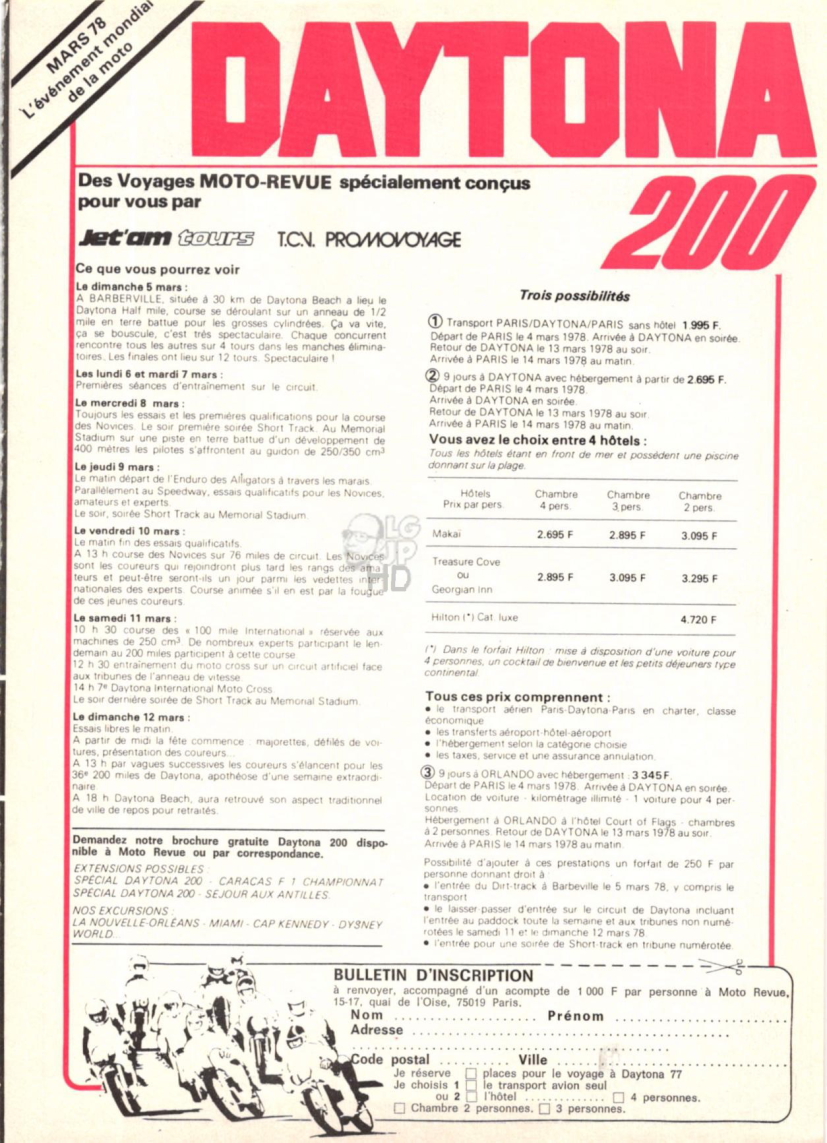 MARS 78
L'événement mondial
de la moto
DAYTONA
200
Des Voyages MOTO-REVUE spécialement conçus
pour vous par
Jet'am tours T.C.V. PROMOVOYAGE
Ce que vous pourrez voir
Le dimanche 5 mars :
A BARBERVILLE, située à 30 km de Daytona Beach a lieu le
Daytona Half mile, course se déroulant sur un anneau de 1/2
mile en terre battue pour les grosses cylindrées. Ça va vite,
ça se bouscule, c'est très spectaculaire. Chaque concurrent
rencontre tous les autres sur 4 tours dans les manches élimina-
toires. Les finales ont lieu sur 12 tours. Spectaculaire !
Les lundi 6 et mardi 7 mars :
Premières séances d'entraînement sur le circuit.
Le mercredi 8 mars :
Toujours les essais et les premières qualifications pour la course
des Novices. Le soir première soirée Short Track. Au Memorial
Stadium sur une piste en terre battue d'un développement de
400 mètres les pilotes s'affrontent au guidon de 250/350 cm³
Le jeudi 9 mars :
Le matin départ de l'Enduro des Alligators à travers les marais.
Parallèlement au Speedway, essais qualificatifs pour les Novices,
amateurs et experts.
Le soir, soirée Short Track au Memorial Stadium.
Le vendredi 10 mars :
Le matin fin des essais qualificatifs.
A 13 h course des Novices sur 76 miles de circuit. Les Novices
sont les coureurs qui rejoindront plus tard les rangs des ama-
teurs et peut-être seront-ils un jour parmi les vedettes inter-
nationales des experts. Course animée s'il en est par la fougue
de ces jeunes coureurs.
Le samedi 11 mars :
10 h 30 course des « 100 mile International » réservée aux
machines de 250 cm³. De nombreux experts participant le len-
demain au 200 miles participent à cette course
12 h 30 entraînement du moto cross sur un circuit artificiel face
aux tribunes de l'anneau de vitesse.
14 h 7e Daytona International Moto Cross.
Le soir dernière soirée de Short Track au Memorial Stadium.
Le dimanche 12 mars :
Essais libres le matin.
A partir de midi la fête commence : majorettes, défilés de voi-
tures, présentation des coureurs...
A 13 h par vagues successives les coureurs s'élancent pour les
36e 200 miles de Daytona, apothéose d'une semaine extraordi-
naire
A 18 h Daytona Beach, aura retrouvé son aspect traditionnel
de ville de repos pour retraités.
Demandez notre brochure gratuite Daytona 200 dispo-
nible à Moto Revue ou par correspondance.
EXTENSIONS POSSIBLES :
SPÉCIAL DAYTONA 200 - CARACAS F 1 CHAMPIONNAT
SPÉCIAL DAYTONA 200 - SÉJOUR AUX ANTILLES.
NOS EXCURSIONS :
LA NOUVELLE-ORLÉANS - MIAMI - CAP KENNEDY - DYSNEY
WORLD.
Trois possibilités
① Transport PARIS/DAYTONA/PARIS sans hôtel 1.995 F.
Départ de PARIS le 4 mars 1978. Arrivée à DAYTONA en soirée.
Retour de DAYTONA le 13 mars 1978 au soir.
Arrivée à PARIS le 14 mars 1978 au matin.
② 9 jours à DAYTONA avec hébergement à partir de 2.695 F.
Départ de PARIS le 4 mars 1978.
Arrivée à DAYTONA en soirée.
Retour de DAYTONA le 13 mars 1978 au soir.
Arrivée à PARIS le 14 mars 1978 au matin.
Vous avez le choix entre 4 hôtels :
Tous les hôtels étant en front de mer et possédent une piscine
donnant sur la plage.
Hôtels Chambre Chambre Chambre
Prix par pers. 4 pers. 3 pers. 2 pers.
Makai 2.695 F 2.895 F 3.095 F
Treasure Cove
ou 2.895 F 3.095 F 3.295 F
Georgian Inn
Hilton (*) Cat. luxe 4.720 F
(*) Dans le forfait Hilton : mise à disposition d'une voiture pour
4 personnes, un cocktail de bienvenue et les petits déjeuners type
continental
Tous ces prix comprennent :
• le transport aérien Paris-Daytona-Paris en charter, classe
économique
• les transferts aéroport-hôtel-aéroport
• l'hébergement selon la catégorie choisie
• les taxes, service et une assurance annulation.
③ 9 jours à ORLANDO avec hébergement : 3 345 F.
Départ de PARIS le 4 mars 1978. Arrivée à DAYTONA en soirée.
Location de voiture - kilométrage illimité - 1 voiture pour 4 per-
sonnes.
Hébergement à ORLANDO à l'hôtel Court of Flags - chambres
à 2 personnes. Retour de DAYTONA le 13 mars 1978 au soir.
Arrivée à PARIS le 14 mars 1978 au matin.
Possibilité d'ajouter à ces prestations un forfait de 250 F par
personne donnant droit à :
• l'entrée du Dirt-track à Barbeville le 5 mars 78, y compris le
transport
• le laisser-passer d'entrée sur le circuit de Daytona incluant
l'entrée au paddock toute la semaine et aux tribunes non numé-
rotées le samedi 11 et le dimanche 12 mars 78.
• l'entrée pour une soirée de Short-track en tribune numérotée.
BULLETIN D'INSCRIPTION
à renvoyer, accompagné d'un acompte de 1 000 F par personne à Moto Revue,
15-17, quai de l'Oise, 75019 Paris.
Nom .................... Prénom ........................
Adresse ................................................
Code postal .......... Ville ...........................
Je réserve □ places pour le voyage à Daytona 77
Je choisis 1 □ le transport avion seul
ou 2 □ l'hôtel .............. □ 4 personnes.
□ Chambre 2 personnes. □ 3 personnes.